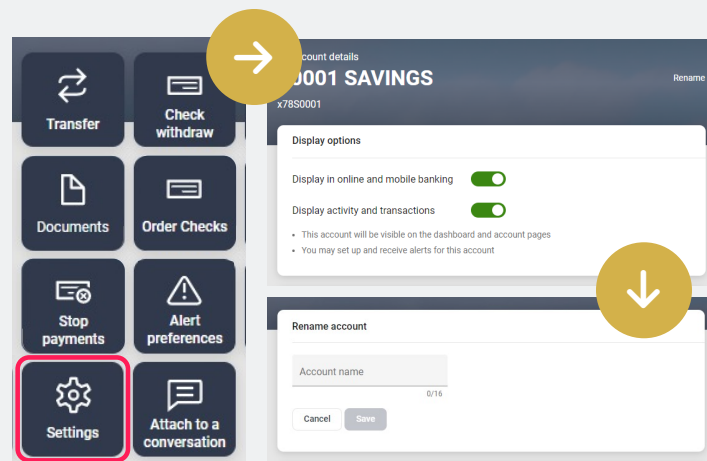 Transfer
Check
withdraw
Documents
Order Checks
Stop
payments
Alert
preferences
Settings
Attach to a
conversation
count details
0001 SAVINGS
Rename
x78S0001
Display options
Display in online and mobile banking
Display activity and transactions
• This account will be visible on the dashboard and account pages
• You may set up and receive alerts for this account
Rename account
Account name
0/16
Cancel
Save